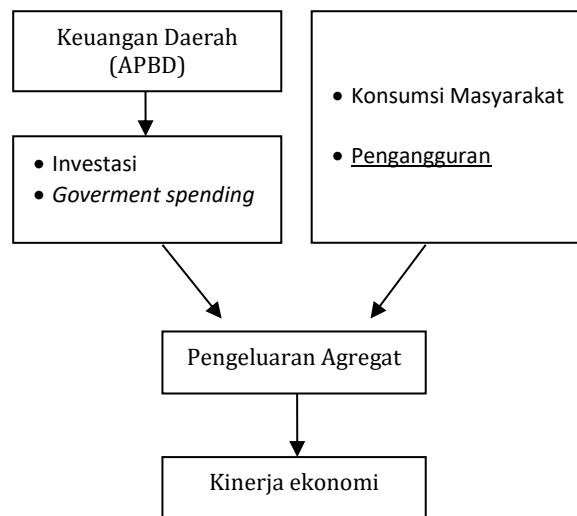 Keuangan Daerah
(APBD)
• Investasi
• Goverment spending
• Konsumsi Masyarakat
• Pengangguran
Pengeluaran Agregat
Kinerja ekonomi